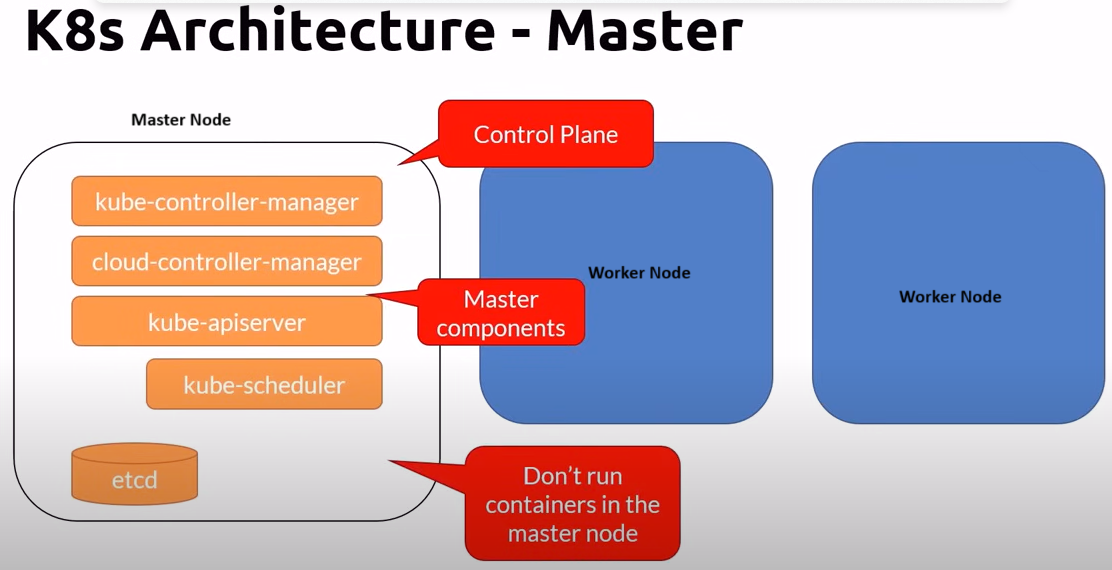 K8s Architecture - Master
Master Node
Control Plane
kube-controller-manager
cloud-controller-manager
kube-apiserver
kube-scheduler
etcd
Master
components
Don’t run
containers in the
master node
Worker Node
Worker Node